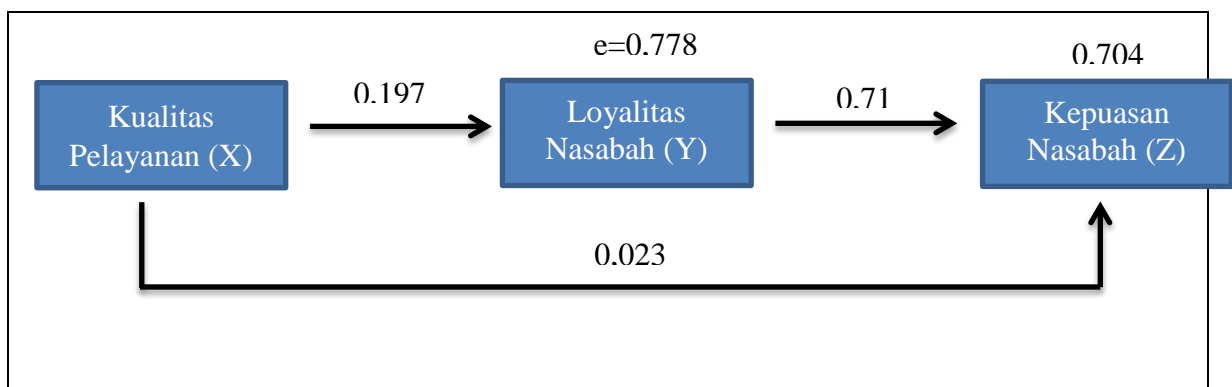 e=0,778
0,704
0,197
0,71
Kualitas
Pelayanan (X)
Loyalitas
Nasabah (Y)
Kepuasan
Nasabah (Z)
0,023